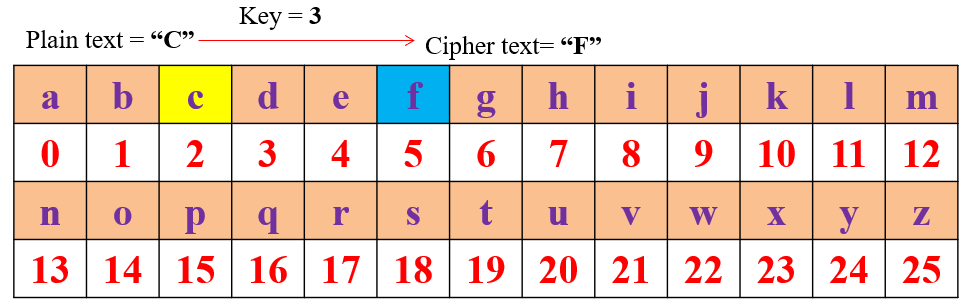 Key = 3
Plain text = “C”
Cipher text= “F”
a b c d e f g h i j k l m
0 1 2 3 4 5 6 7 8 9 10 11 12
n o p q r s t u v w x y z
13 14 15 16 17 18 19 20 21 22 23 24 25